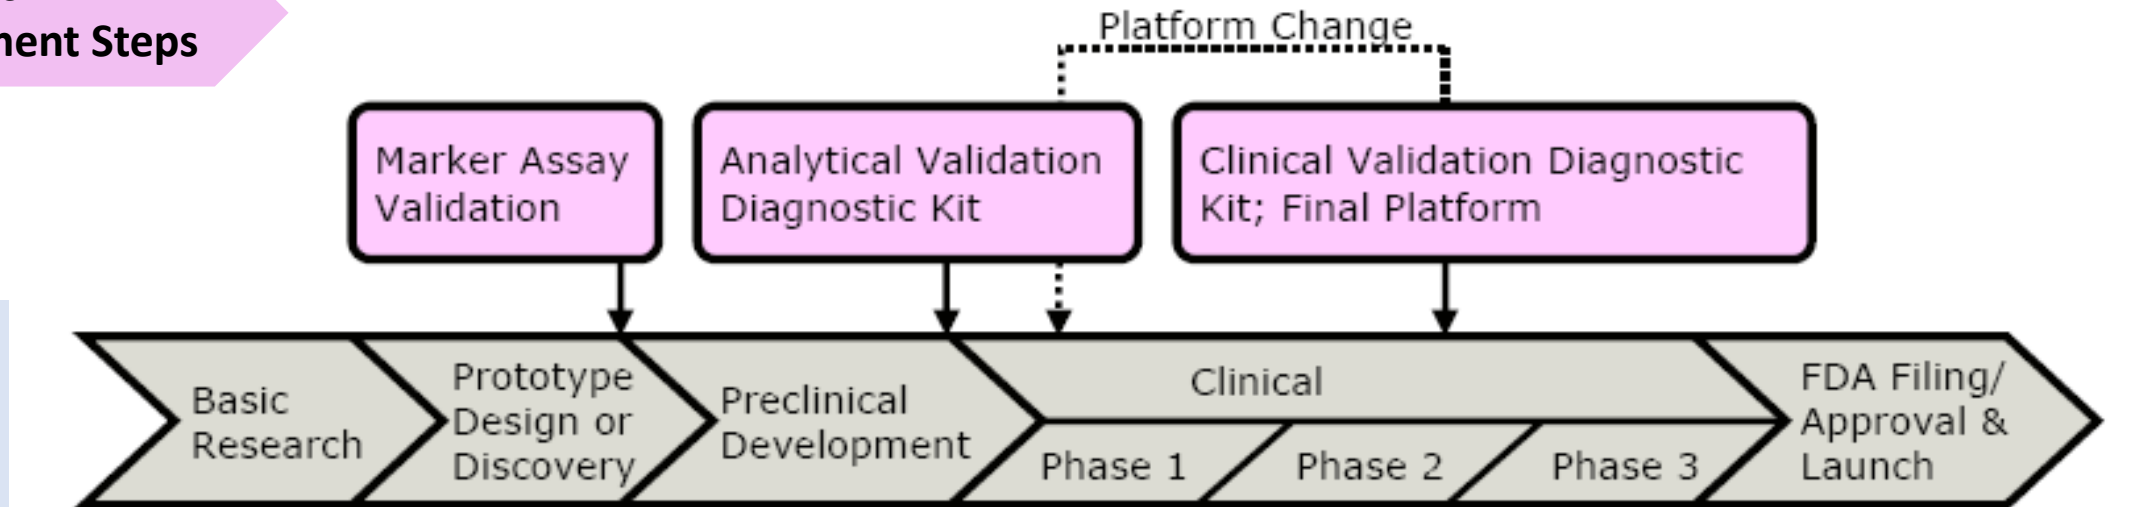 Steps
Platform Change
Marker Assay
Validation
Analytical Validation
Diagnostic Kit
Clinical Validation Diagnostic
Kit; Final Platform
Basic
Research
Prototype
Design or
Discovery
Preclinical
Development
Clinical
Phase 1
Phase 2
Phase 3
FDA Filing/
Approval &
Launch